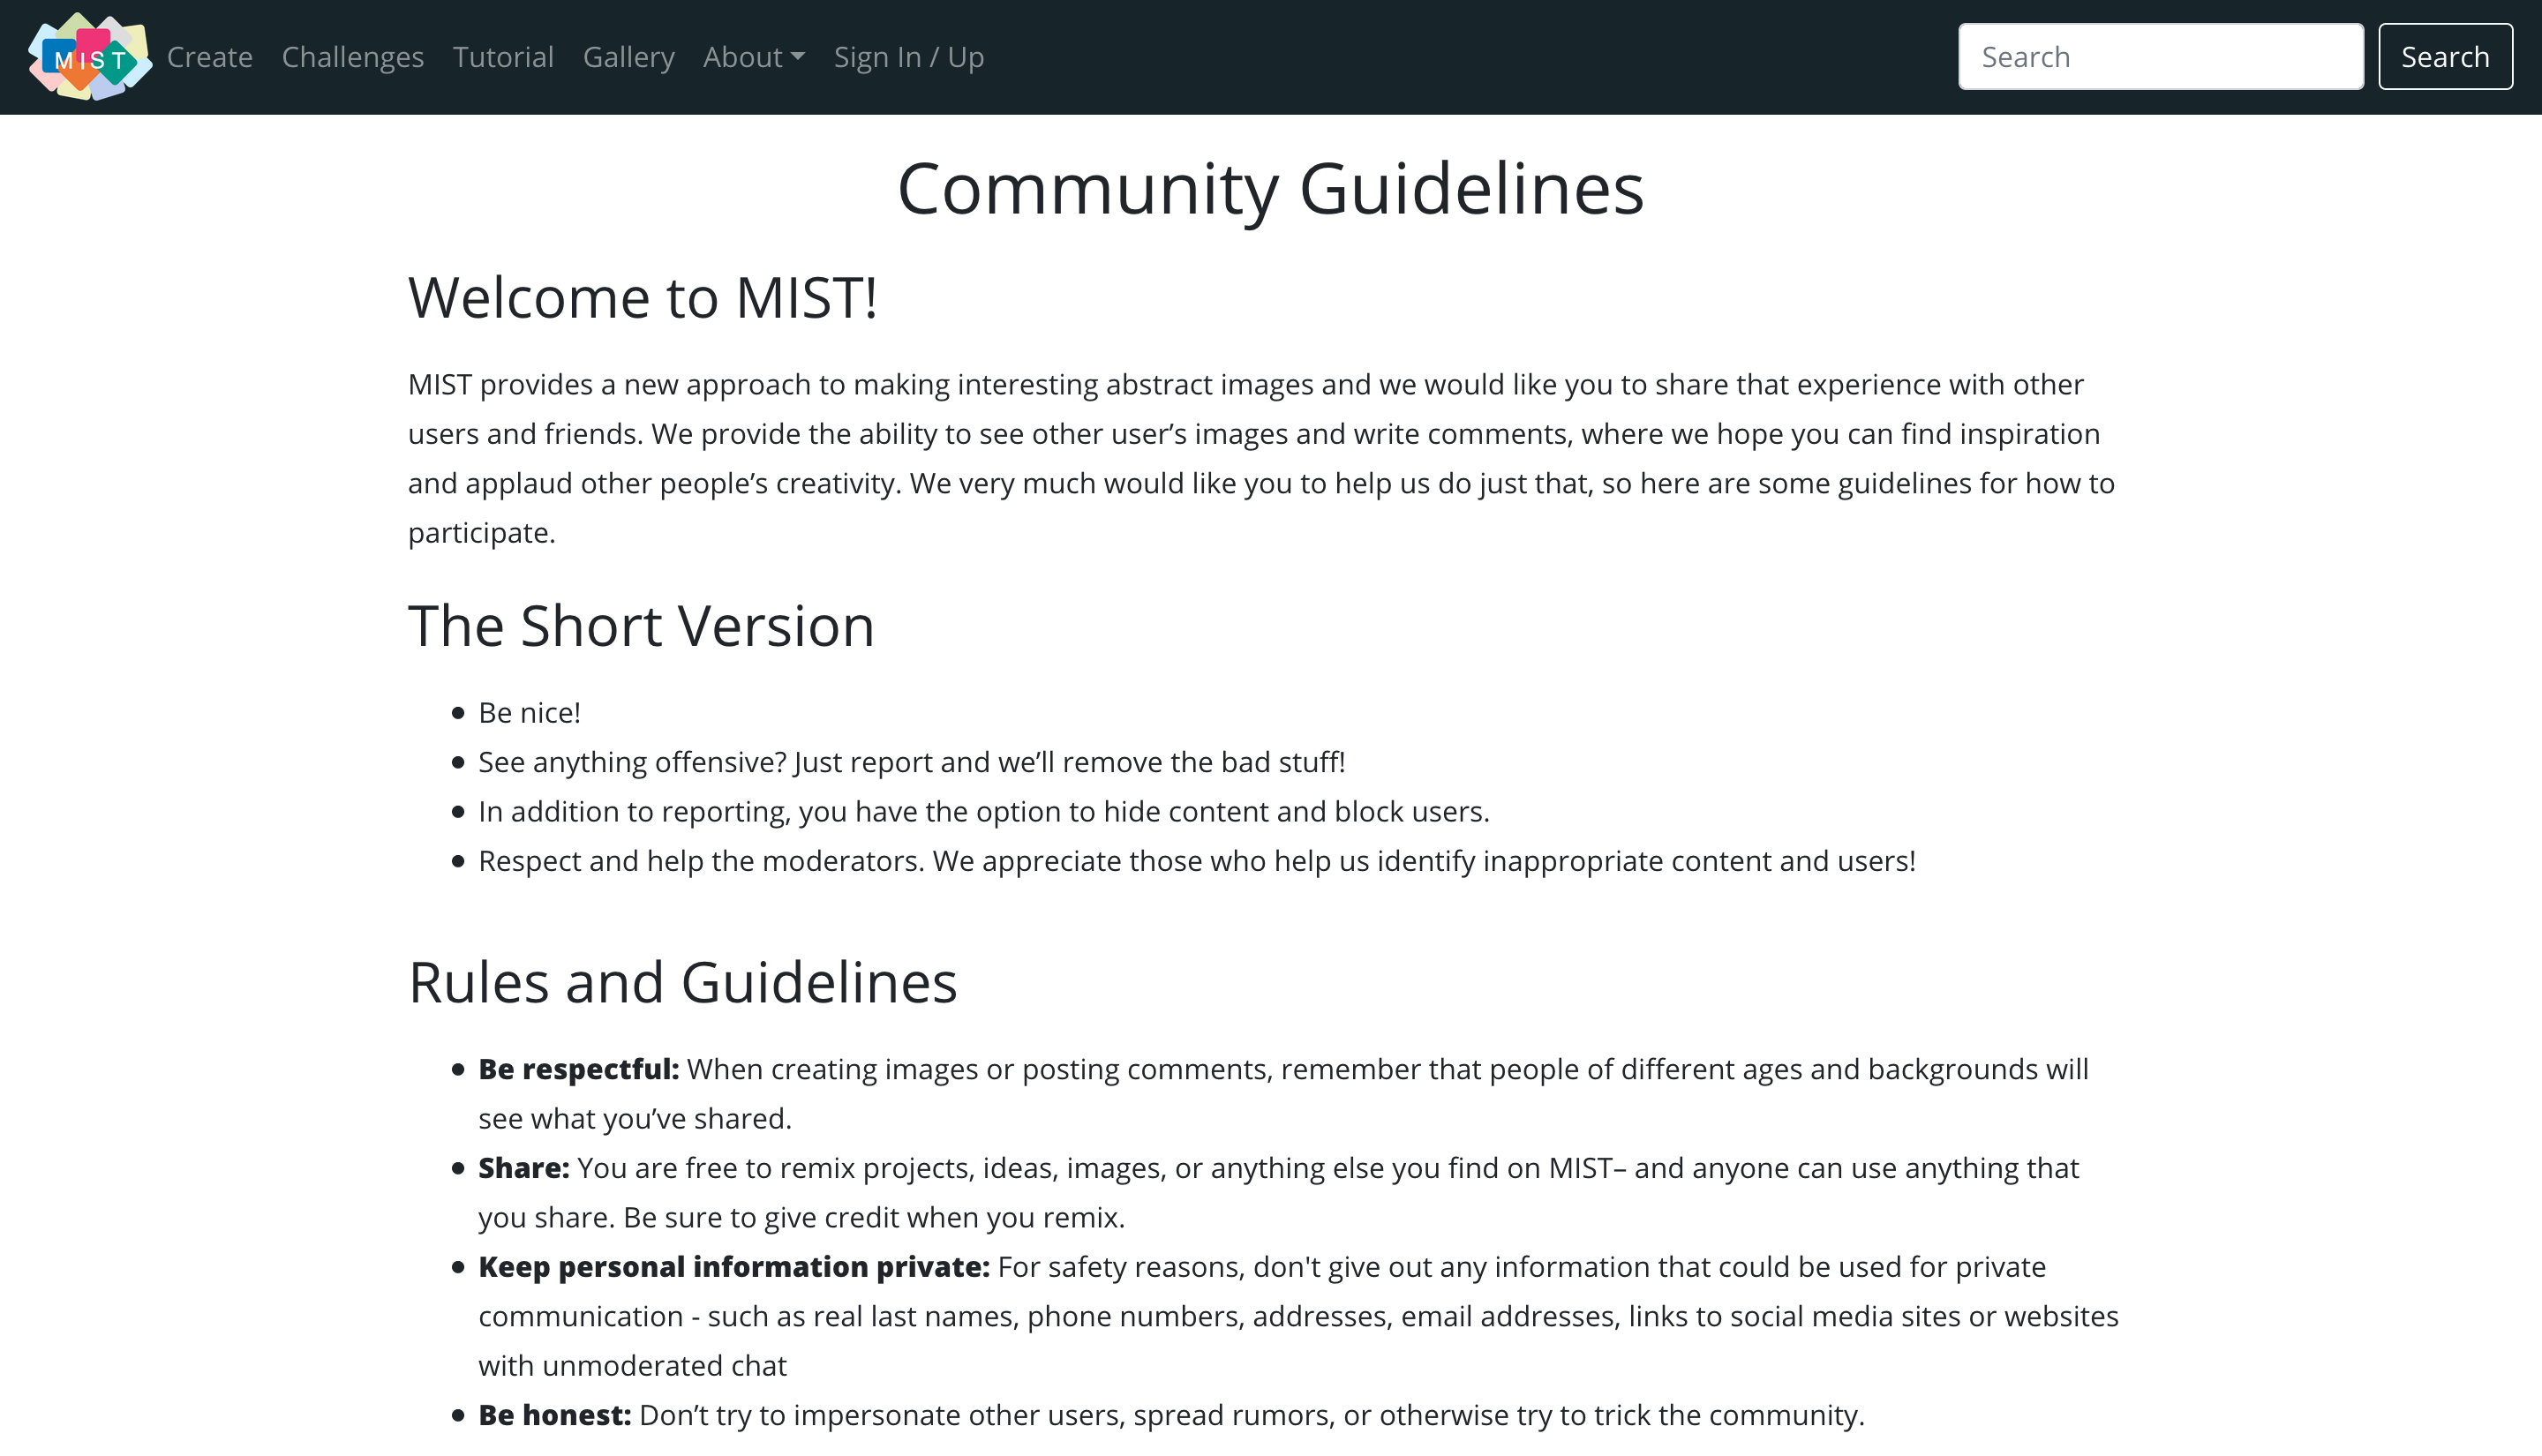 MIST Create Challenges Tutorial Gallery About Sign In / Up Search Search
Community Guidelines
Welcome to MIST!
MIST provides a new approach to making interesting abstract images and we would like you to share that experience with other
users and friends. We provide the ability to see other user’s images and write comments, where we hope you can find inspiration
and applaud other people’s creativity. We very much would like you to help us do just that, so here are some guidelines for how to
participate.
The Short Version
Be nice!
See anything offensive? Just report and we’ll remove the bad stuff!
In addition to reporting, you have the option to hide content and block users.
Respect and help the moderators. We appreciate those who help us identify inappropriate content and users!
Rules and Guidelines
Be respectful: When creating images or posting comments, remember that people of different ages and backgrounds will
see what you’ve shared.
Share: You are free to remix projects, ideas, images, or anything else you find on MIST– and anyone can use anything that
you share. Be sure to give credit when you remix.
Keep personal information private: For safety reasons, don't give out any information that could be used for private
communication - such as real last names, phone numbers, addresses, email addresses, links to social media sites or websites
with unmoderated chat
Be honest: Don’t try to impersonate other users, spread rumors, or otherwise try to trick the community.